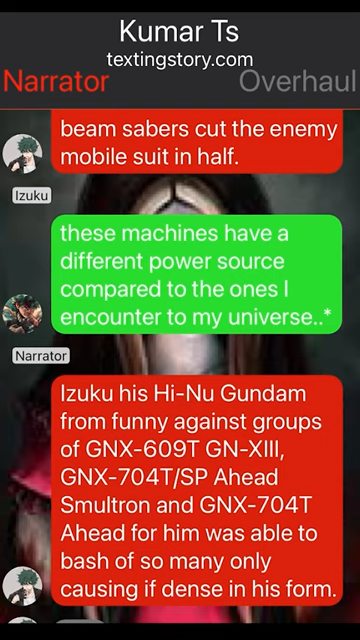 Kumar Ts
textingstory.com
Narrator Overhaul
beam sabers cut the enemy
mobile suit in half.
Izuku
these machines have a
different power source
compared to the ones I
encounter to my universe..*
Narrator
Izuku his Hi-Nu Gundam
from funny against groups
of GNX-609T GN-XIII,
GNX-704T/SP Ahead
Smultron and GNX-704T
Ahead for him was able to
bash of so many only
causing if dense in his form.